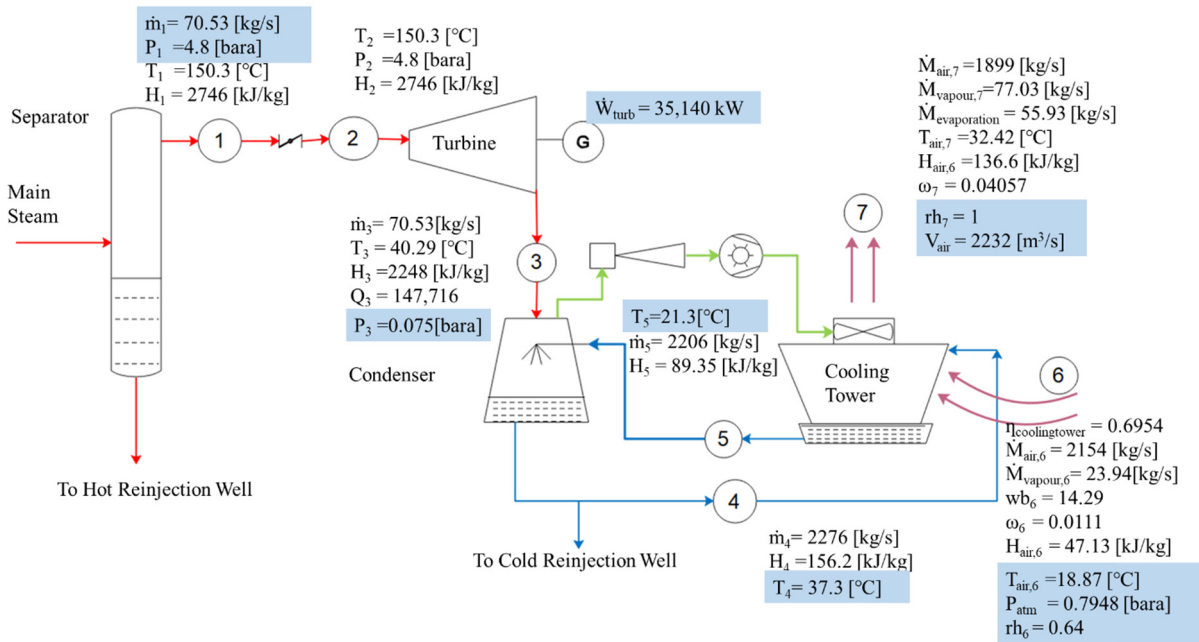 ṁ₁= 70.53 [kg/s]
P₁ =4.8 [bara]
T₁ =150.3 [°C]
H₁ = 2746 [kJ/kg]
T₂ =150.3 [°C]
P₂ =4.8 [bara]
H₂ = 2746 [kJ/kg]
Separator
1
2
Turbine
G
Ẇturb = 35,140 kW
Main
Steam
ṁ₃= 70.53[kg/s]
T₃ = 40.29 [°C]
H₃ =2248 [kJ/kg]
Q₃ = 147,716
P₃ =0.075[bara]
3
Condenser
T₅=21.3[°C]
ṁ₅= 2206 [kg/s]
H₅ = 89.35 [kJ/kg]
Ṁair,7 =1899 [kg/s]
Ṁvapour,7=77.03 [kg/s]
Ṁevaporation = 55.93 [kg/s]
Tair,7 =32.42 [°C]
Hair,6 =136.6 [kJ/kg]
ω₇ = 0.04057
rh₇ = 1
Vair = 2232 [m³/s]
7
Cooling
Tower
6
5
4
To Hot Reinjection Well
To Cold Reinjection Well
ṁ₄= 2276 [kg/s]
H₄ =156.2 [kJ/kg]
T₄= 37.3 [°C]
ηcoolingtower = 0.6954
Ṁair,6 = 2154 [kg/s]
Ṁvapour,6= 23.94[kg/s]
wb₆ = 14.29
ω₆ = 0.0111
Hair,6 = 47.13 [kJ/kg]
Tair,6 =18.87 [°C]
Patm = 0.7948 [bara]
rh₆ = 0.64